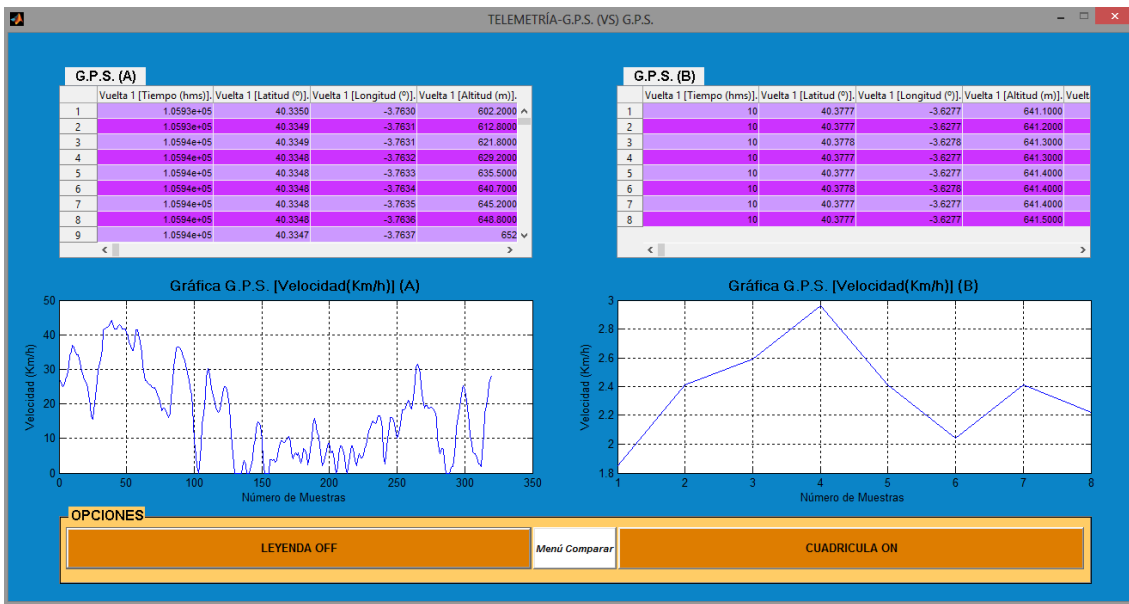 TELEMETRÍA-G.P.S. (VS) G.P.S.
G.P.S. (A)
Vuelta 1 [Tiempo (hms)]. Vuelta 1 [Latitud (º)]. Vuelta 1 [Longitud (º)]. Vuelta 1 [Altitud (m)].
1 1.0593e+05 40.3350 -3.7630 602.2000
2 1.0593e+05 40.3349 -3.7631 612.8000
3 1.0594e+05 40.3349 -3.7631 621.8000
4 1.0594e+05 40.3348 -3.7632 629.2000
5 1.0594e+05 40.3348 -3.7633 635.5000
6 1.0594e+05 40.3348 -3.7634 640.7000
7 1.0594e+05 40.3348 -3.7635 645.2000
8 1.0594e+05 40.3348 -3.7636 648.8000
9 1.0594e+05 40.3347 -3.7637 652
G.P.S. (B)
Vuelta 1 [Tiempo (hms)]. Vuelta 1 [Latitud (º)]. Vuelta 1 [Longitud (º)]. Vuelta 1 [Altitud (m)]. Vuelt
1 10 40.3777 -3.6277 641.1000
2 10 40.3777 -3.6277 641.2000
3 10 40.3778 -3.6278 641.3000
4 10 40.3777 -3.6277 641.3000
5 10 40.3777 -3.6277 641.4000
6 10 40.3778 -3.6278 641.4000
7 10 40.3777 -3.6277 641.4000
8 10 40.3777 -3.6277 641.5000
Gráfica G.P.S. [Velocidad(Km/h)] (A)
Velocidad (Km/h)
50
40
30
20
10
0
0 50 100 150 200 250 300 350
Número de Muestras
Gráfica G.P.S. [Velocidad(Km/h)] (B)
Velocidad (Km/h)
3
2.8
2.6
2.4
2.2
2
1.8
1 2 3 4 5 6 7 8
Número de Muestras
OPCIONES
LEYENDA OFF
Menú Comparar
CUADRICULA ON